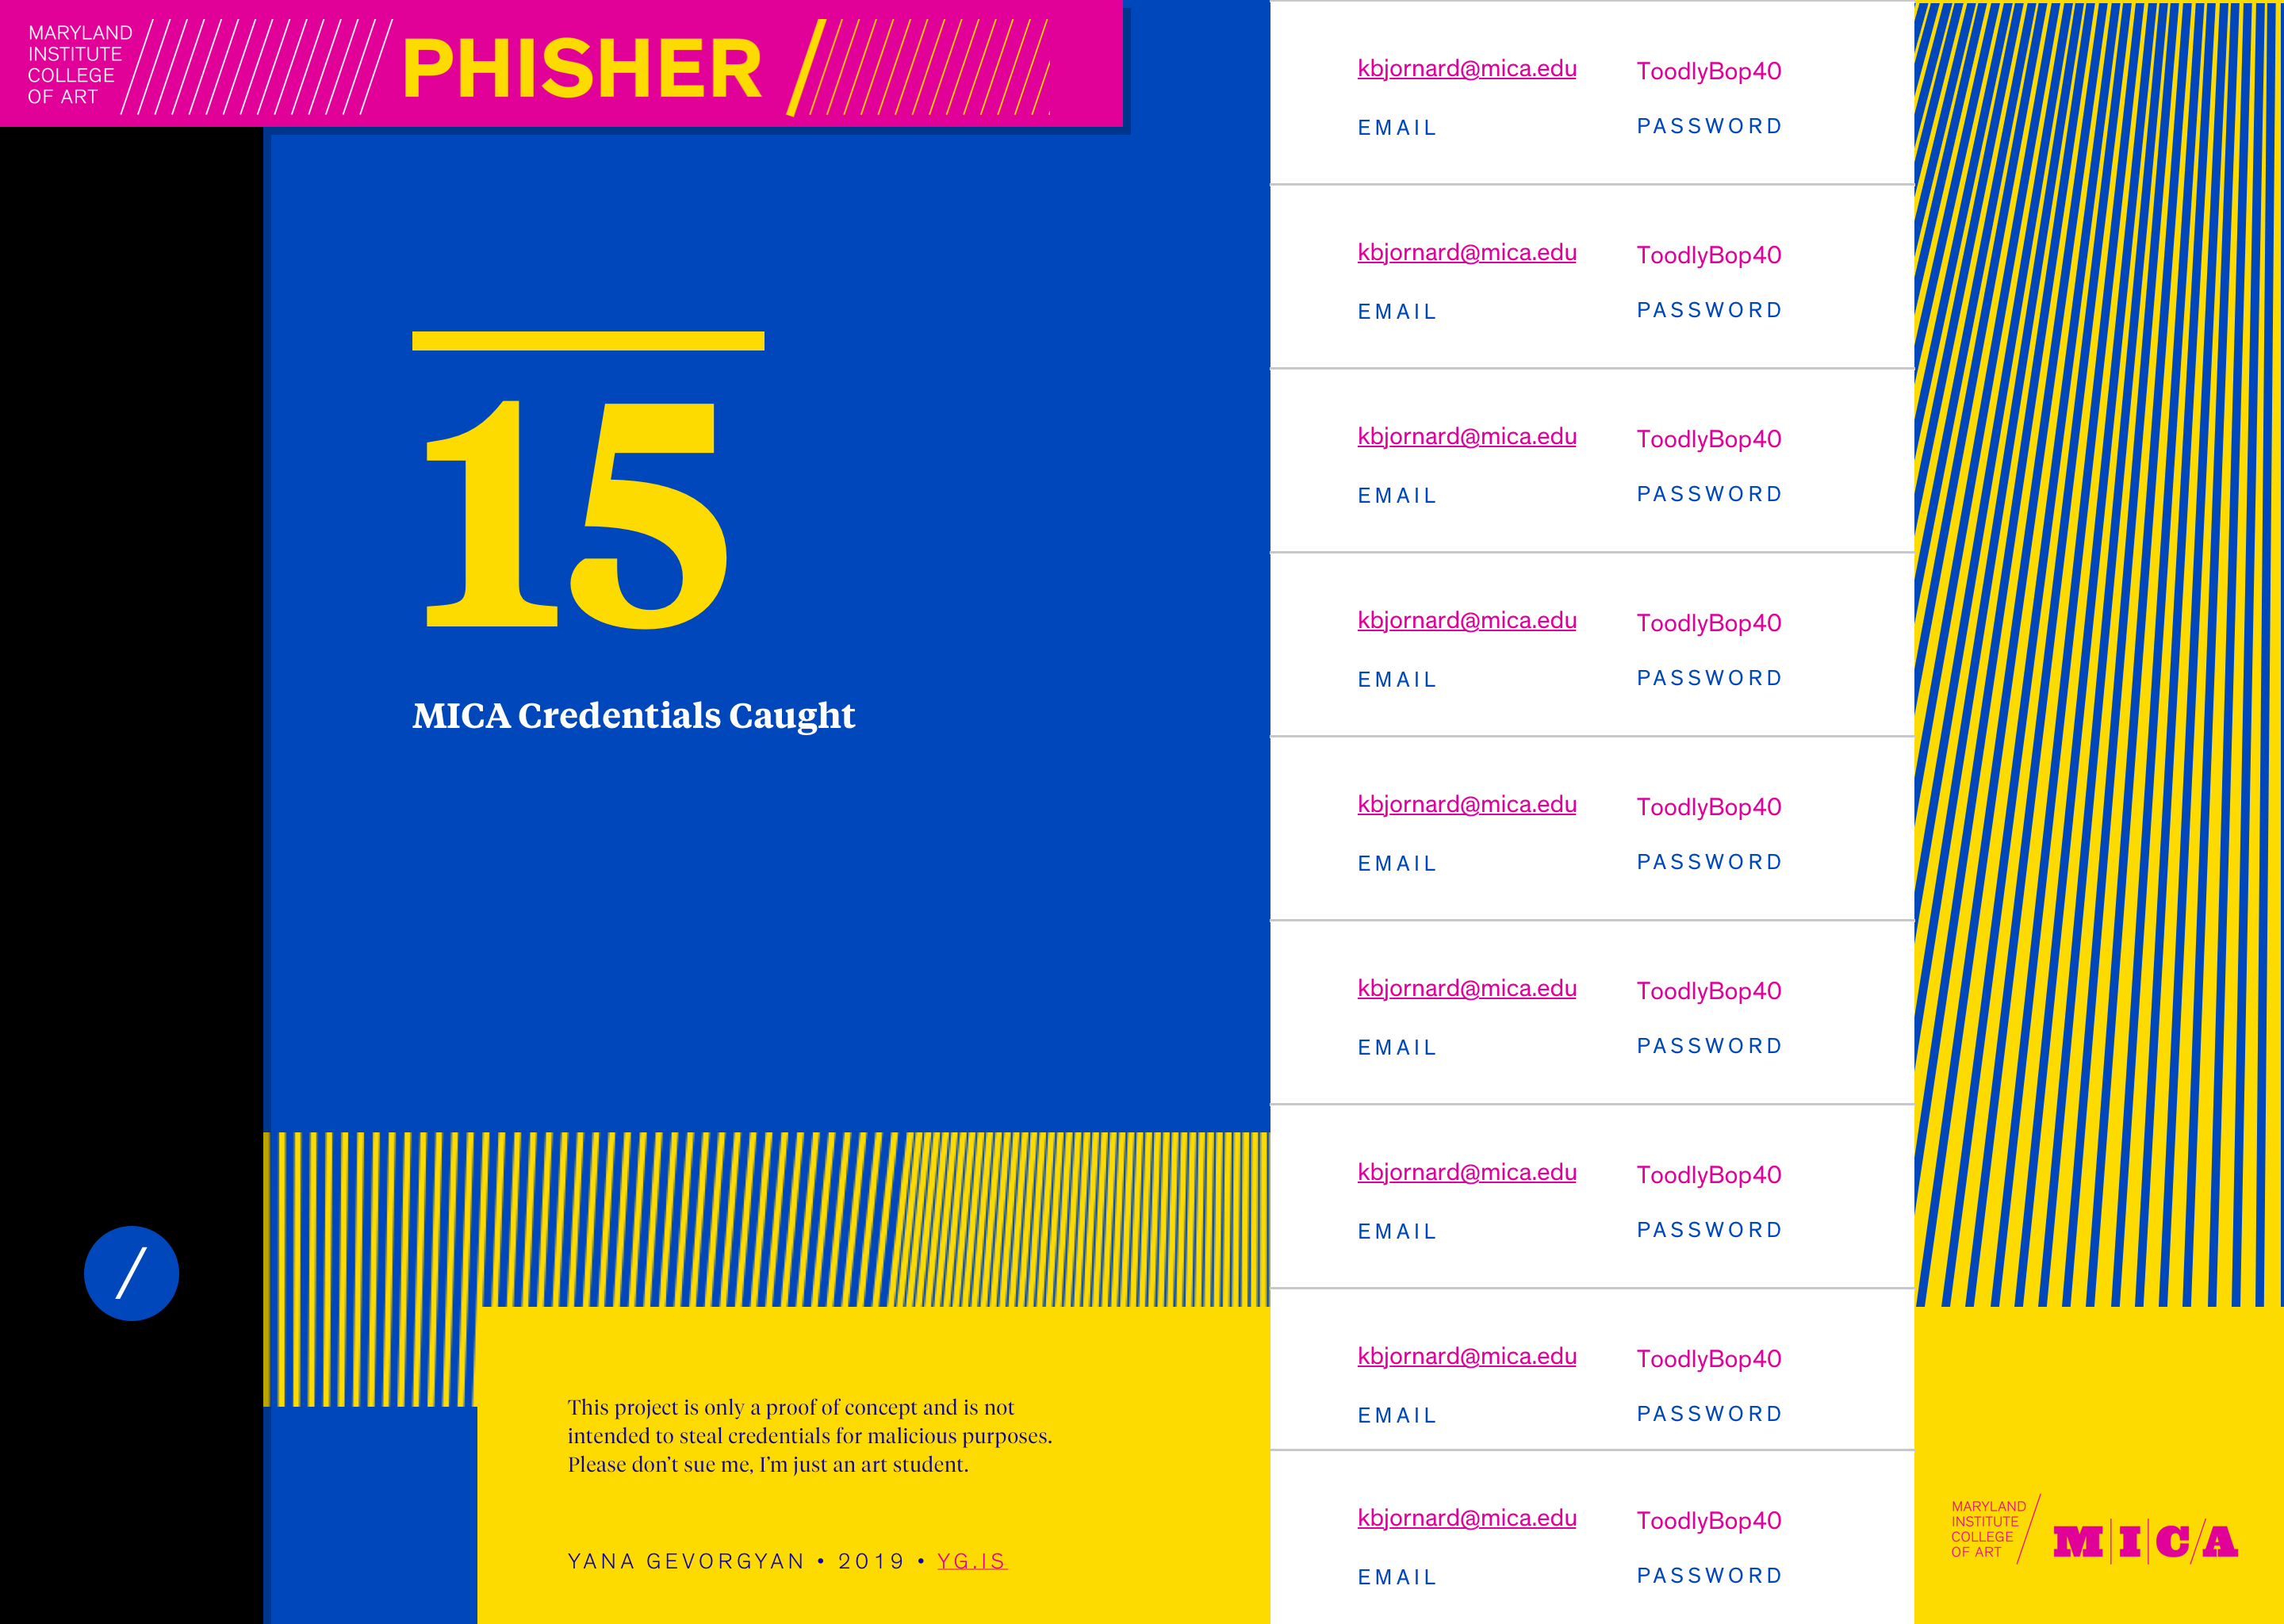 MARYLAND
INSTITUTE
COLLEGE
OF ART
PHISHER
15
MICA Credentials Caught
This project is only a proof of concept and is not
intended to steal credentials for malicious purposes.
Please don’t sue me, I’m just an art student.
YANA GEVORGYAN • 2019 • YG.IS
kbjornard@mica.edu ToodlyBop40
EMAIL PASSWORD
kbjornard@mica.edu ToodlyBop40
EMAIL PASSWORD
kbjornard@mica.edu ToodlyBop40
EMAIL PASSWORD
kbjornard@mica.edu ToodlyBop40
EMAIL PASSWORD
kbjornard@mica.edu ToodlyBop40
EMAIL PASSWORD
kbjornard@mica.edu ToodlyBop40
EMAIL PASSWORD
kbjornard@mica.edu ToodlyBop40
EMAIL PASSWORD
kbjornard@mica.edu ToodlyBop40
EMAIL PASSWORD
kbjornard@mica.edu ToodlyBop40
EMAIL PASSWORD
MARYLAND
INSTITUTE
COLLEGE
OF ART
M|I|C/A